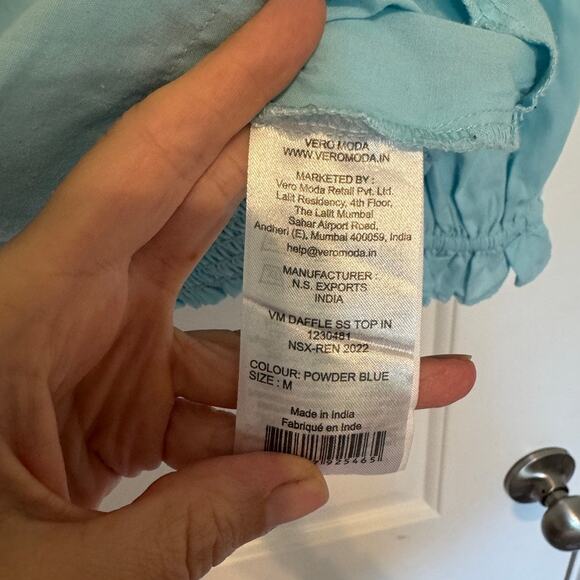 VERO MODA
WWW.VEROMODA.IN
MARKETED BY :
Vero Moda Retail Pvt. Ltd.
Lalit Residency, 4th Floor,
The Lalit Mumbai
Sahar Airport Road,
Andheri (E), Mumbai 400059, India
help@veromoda.in
MANUFACTURER :
N.S. EXPORTS
INDIA
VM DAFFLE SS TOP IN
1230481
NSX-REN 2022
COLOUR: POWDER BLUE
SIZE : M
Made in India
Fabriqué en Inde
925465